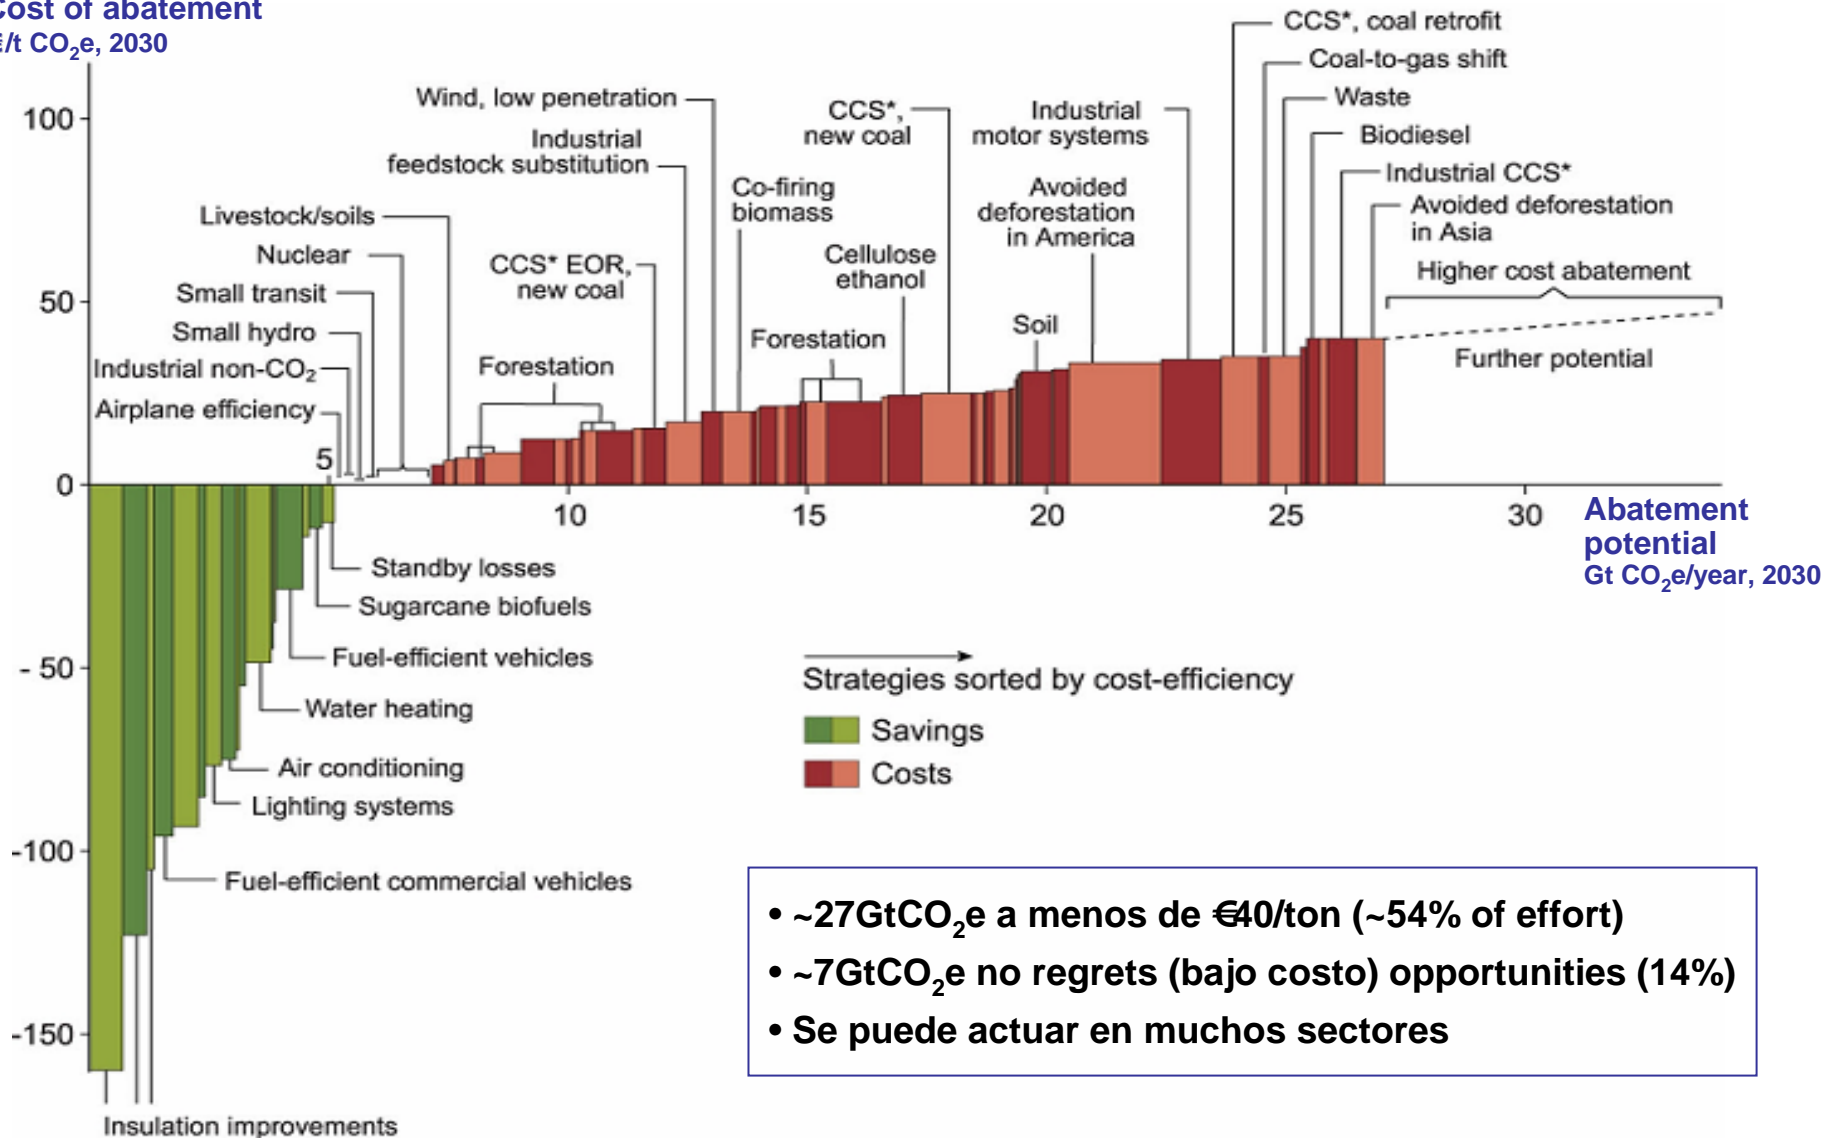 Cost of abatement
€/t CO₂e, 2030
100
50
0
- 50
-100
-150
5
10
15
20
25
30
Abatement
potential
Gt CO₂e/year, 2030
CCS*, coal retrofit
Coal-to-gas shift
Waste
Biodiesel
Industrial CCS*
Avoided deforestation
in Asia
Higher cost abatement
Further potential
Wind, low penetration
Industrial
feedstock substitution
CCS*,
new coal
Industrial
motor systems
Co-firing
biomass
Avoided
deforestation
in America
Livestock/soils
Nuclear
CCS* EOR,
new coal
Cellulose
ethanol
Small transit
Small hydro
Soil
Forestation
Industrial non-CO₂
Forestation
Airplane efficiency
Standby losses
Sugarcane biofuels
Fuel-efficient vehicles
Water heating
Air conditioning
Lighting systems
Fuel-efficient commercial vehicles
Insulation improvements
Strategies sorted by cost-efficiency
Savings
Costs
• ~27GtCO₂e a menos de €40/ton (~54% of effort)
• ~7GtCO₂e no regrets (bajo costo) opportunities (14%)
• Se puede actuar en muchos sectores